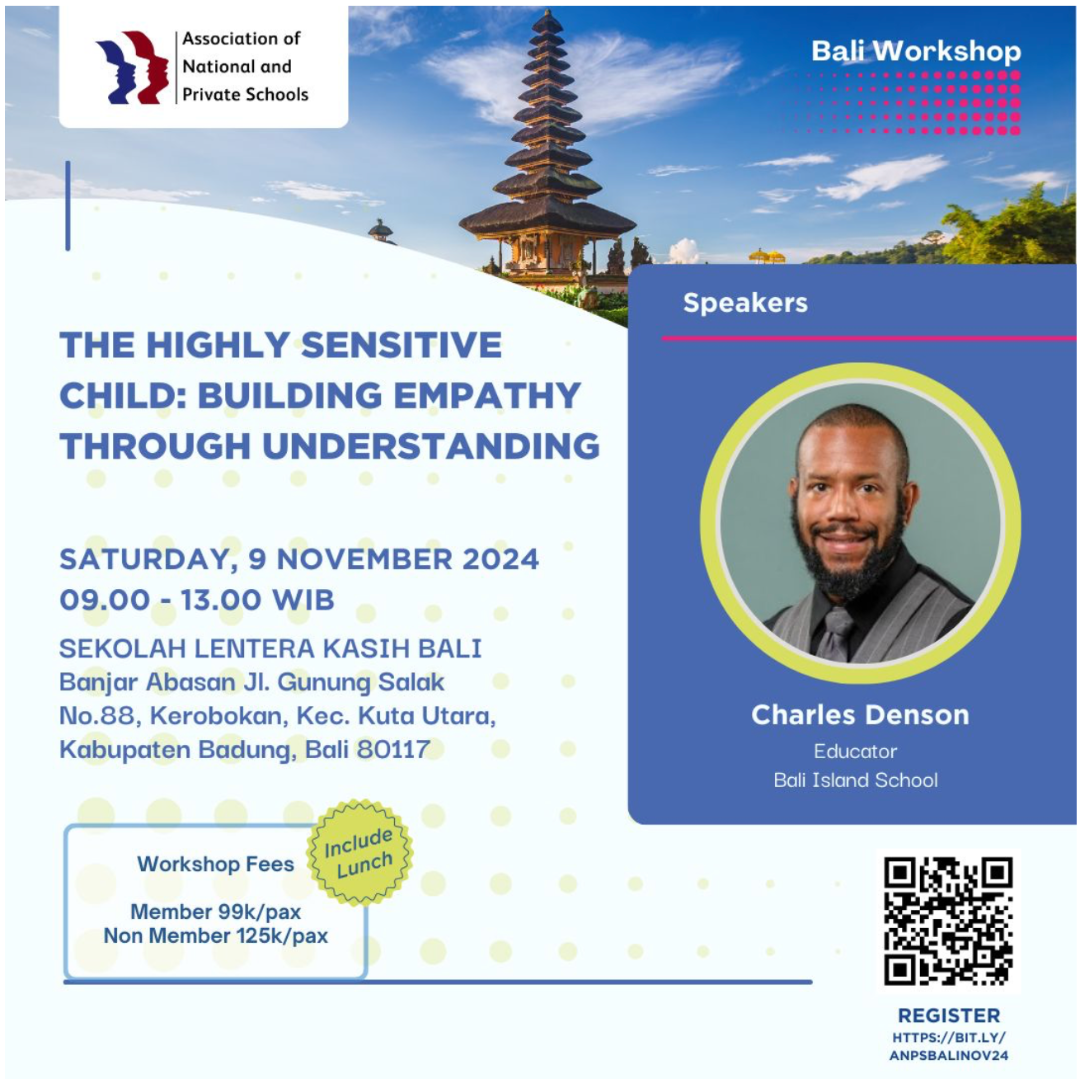 Association of
National and
Private Schools
Bali Workshop
Speakers
THE HIGHLY SENSITIVE
CHILD: BUILDING EMPATHY
THROUGH UNDERSTANDING
SATURDAY, 9 NOVEMBER 2024
09.00 - 13.00 WIB
SEKOLAH LENTERA KASIH BALI
Banjar Abasan Jl. Gunung Salak
No.88, Kerobokan, Kec. Kuta Utara,
Kabupaten Badung, Bali 80117
Charles Denson
Educator
Bali Island School
Include
Lunch
Workshop Fees
Member 99k/pax
Non Member 125k/pax
REGISTER
HTTPS://BIT.LY/
ANPSBALINOV24